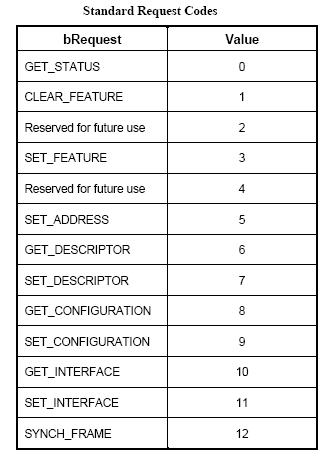 Standard Request Codes
bRequest Value
GET_STATUS 0
CLEAR_FEATURE 1
Reserved for future use 2
SET_FEATURE 3
Reserved for future use 4
SET_ADDRESS 5
GET_DESCRIPTOR 6
SET_DESCRIPTOR 7
GET_CONFIGURATION 8
SET_CONFIGURATION 9
GET_INTERFACE 10
SET_INTERFACE 11
SYNCH_FRAME 12